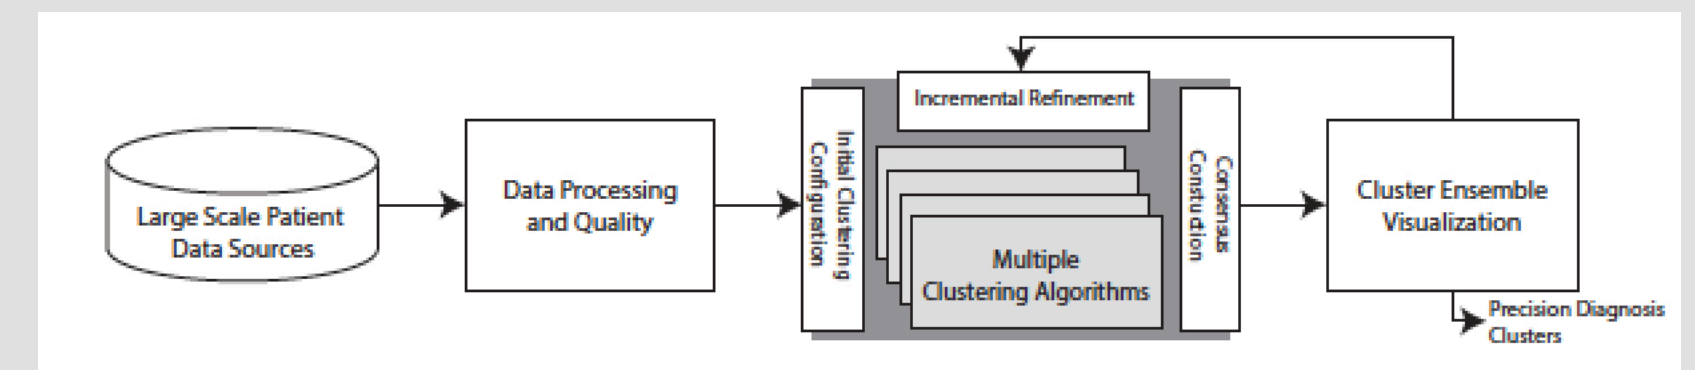 Large Scale Patient
Data Sources
Data Processing
and Quality
Initial Clustering
Configuration
Incremental Refinement
Multiple
Clustering Algorithms
Consensus
Constuction
Cluster Ensemble
Visualization
Precision Diagnosis
Clusters